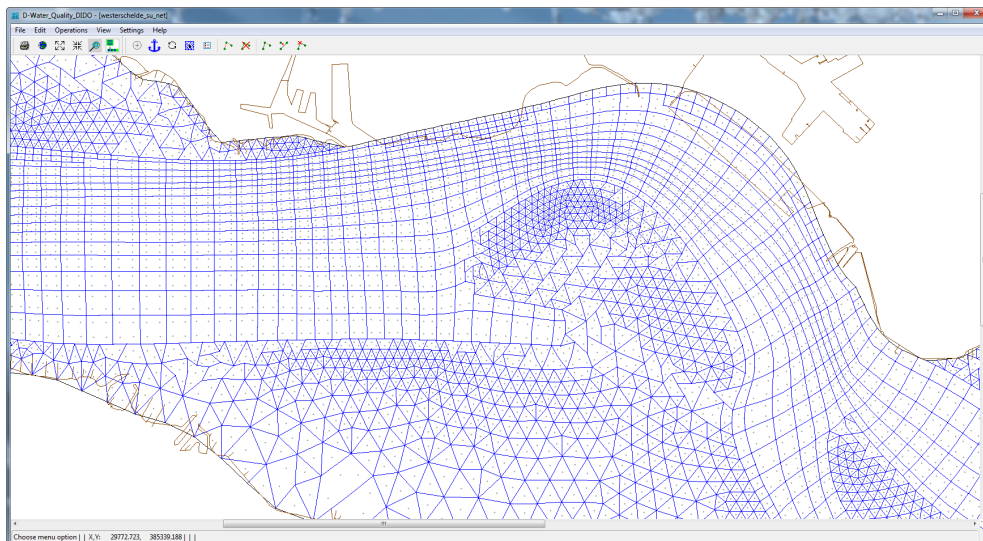 D-Water_Quality_DIDO - [westerschelde_su_net]
File Edit Operations View Settings Help
Choose menu option | | X,Y: 29772.723, 385339.188 | | |